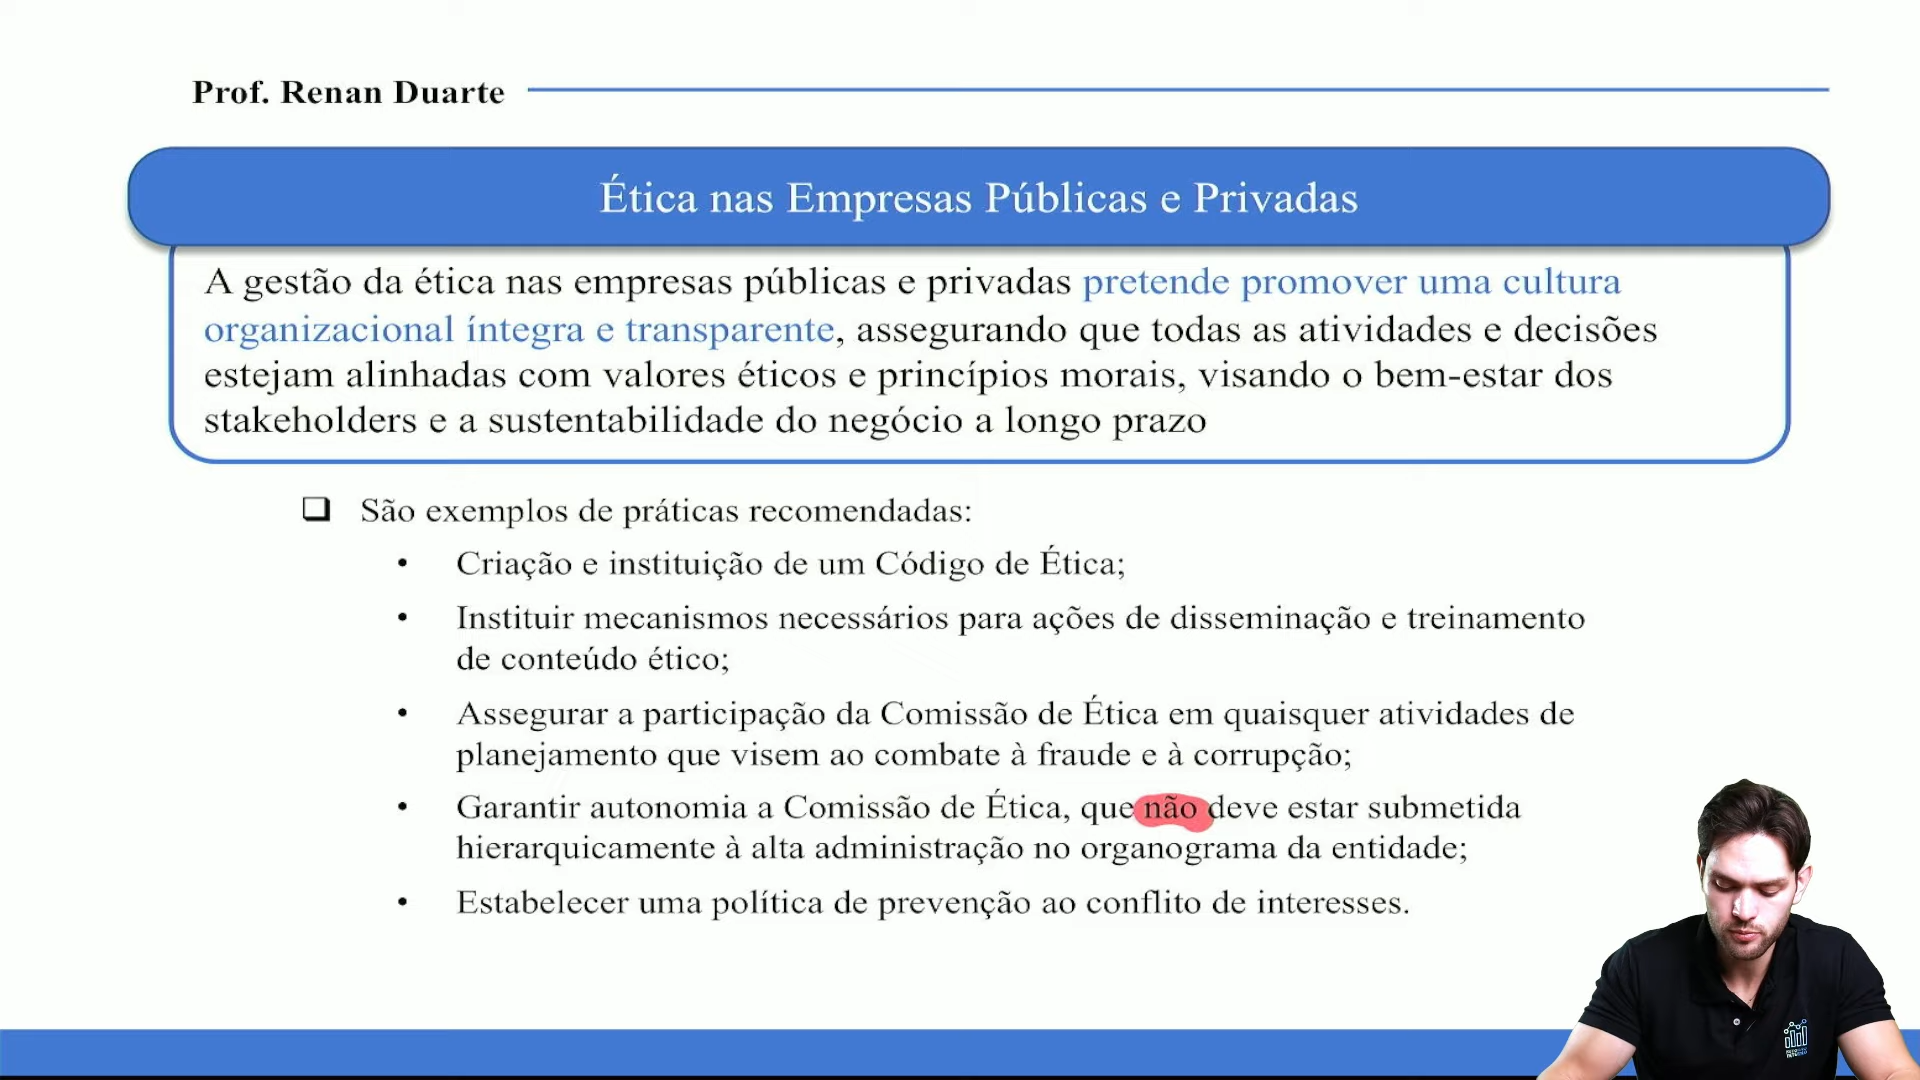 Prof. Renan Duarte
Ética nas Empresas Públicas e Privadas
A gestão da ética nas empresas públicas e privadas pretende promover uma cultura
organizacional íntegra e transparente, assegurando que todas as atividades e decisões
estejam alinhadas com valores éticos e princípios morais, visando o bem-estar dos
stakeholders e a sustentabilidade do negócio a longo prazo
❑ São exemplos de práticas recomendadas:
• Criação e instituição de um Código de Ética;
• Instituir mecanismos necessários para ações de disseminação e treinamento
de conteúdo ético;
• Assegurar a participação da Comissão de Ética em quaisquer atividades de
planejamento que visem ao combate à fraude e à corrupção;
• Garantir autonomia a Comissão de Ética, que não deve estar submetida
hierarquicamente à alta administração no organograma da entidade;
• Estabelecer uma política de prevenção ao conflito de interesses.